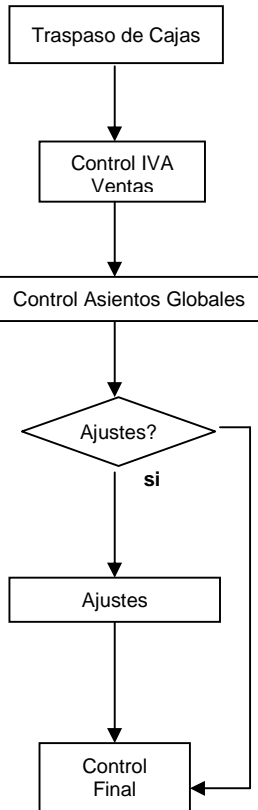 Traspaso de Cajas
Control IVA
Ventas
Control Asientos Globales
Ajustes?
si
Ajustes
Control
Final